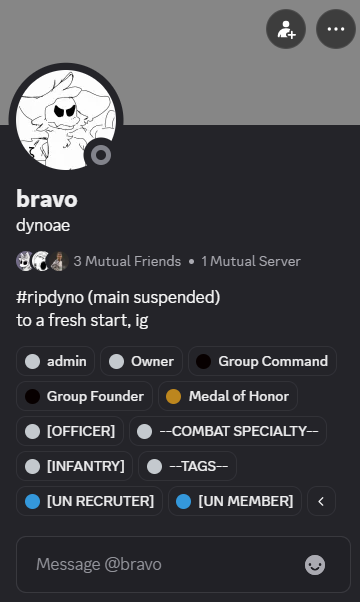 bravo
dynoae
3 Mutual Friends • 1 Mutual Server
#ripdyno (main suspended)
to a fresh start, ig
admin Owner Group Command
Group Founder Medal of Honor
[OFFICER] --COMBAT SPECIALTY--
[INFANTRY] --TAGS--
[UN RECRUTER] [UN MEMBER]
Message @bravo